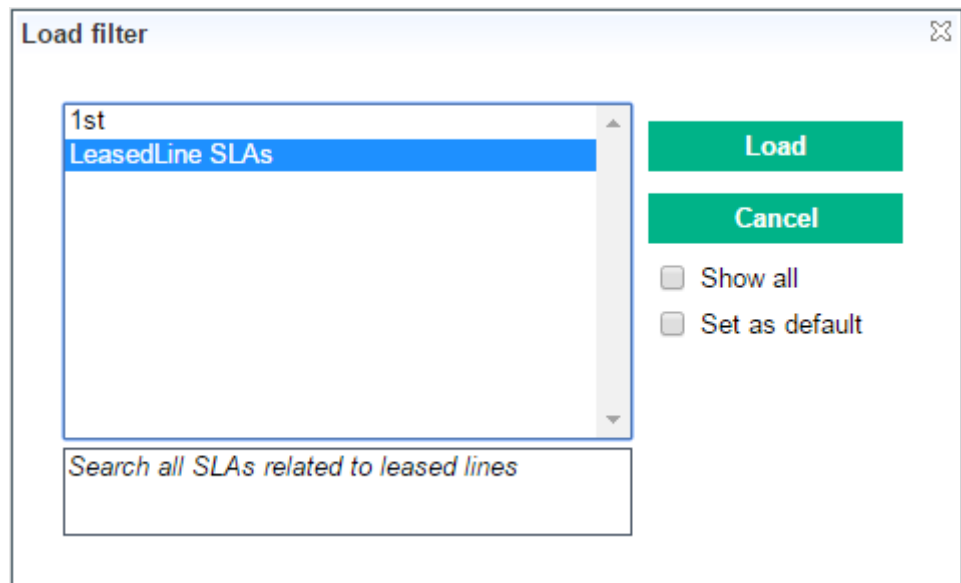 Load filter
1st
LeasedLine SLAs
Load
Cancel
Show all
Set as default
Search all SLAs related to leased lines